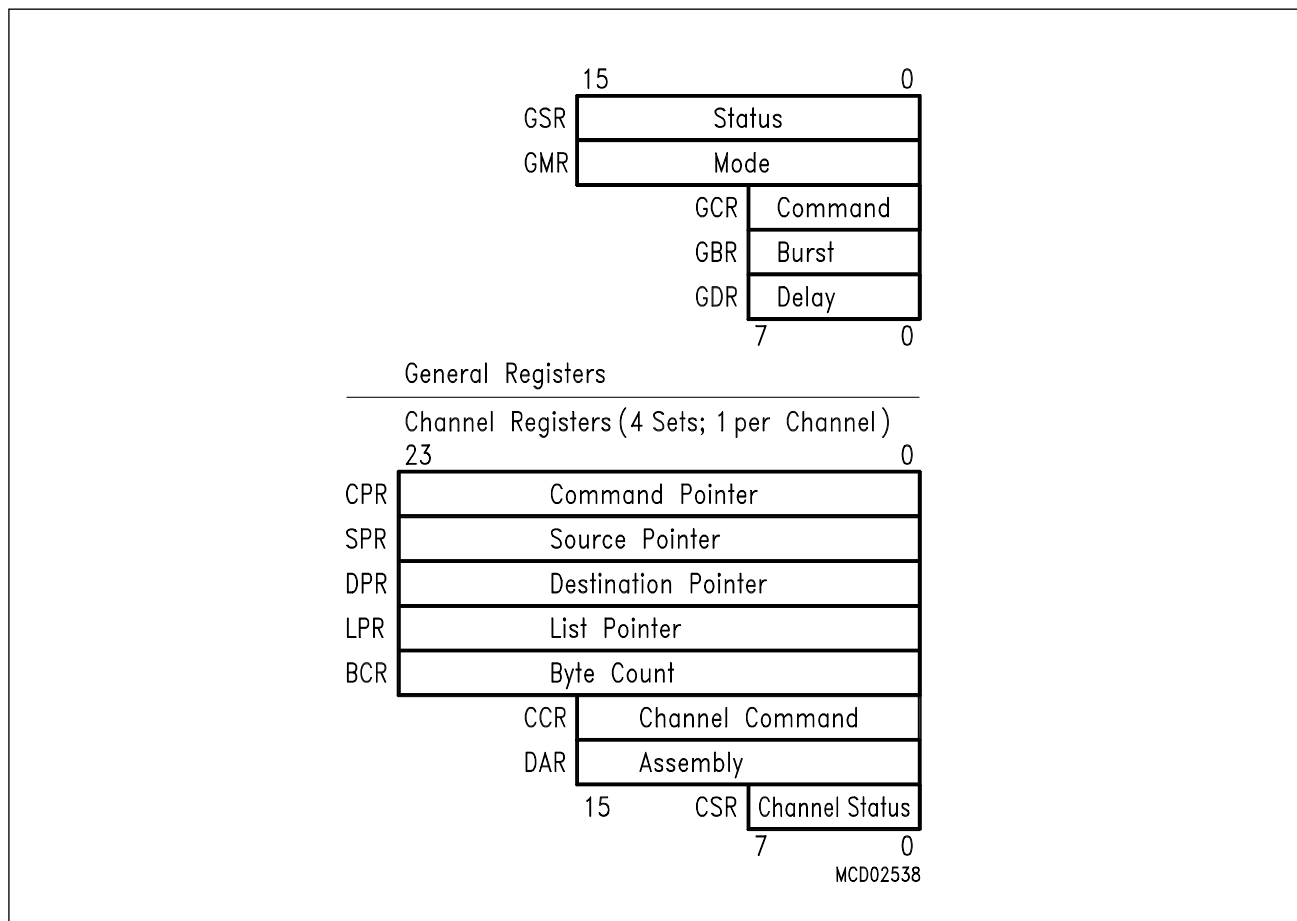 15 0
GSR Status
GMR Mode
GCR Command
GBR Burst
GDR Delay
7 0
General Registers
Channel Registers (4 Sets; 1 per Channel)
23 0
CPR Command Pointer
SPR Source Pointer
DPR Destination Pointer
LPR List Pointer
BCR Byte Count
CCR Channel Command
DAR Assembly
15 CSR Channel Status
7 0
MCD02538